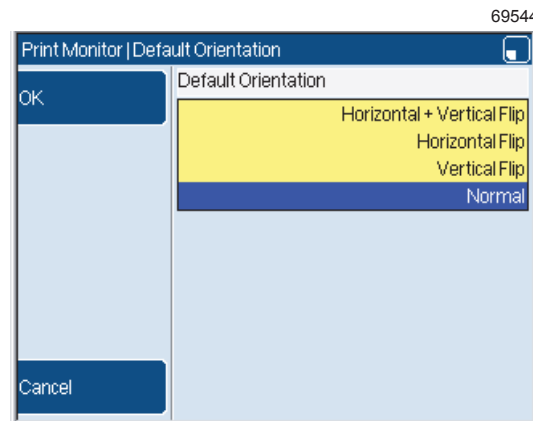 69544
Print Monitor | Default Orientation
OK
Default Orientation
Horizontal + Vertical Flip
Horizontal Flip
Vertical Flip
Normal
Cancel